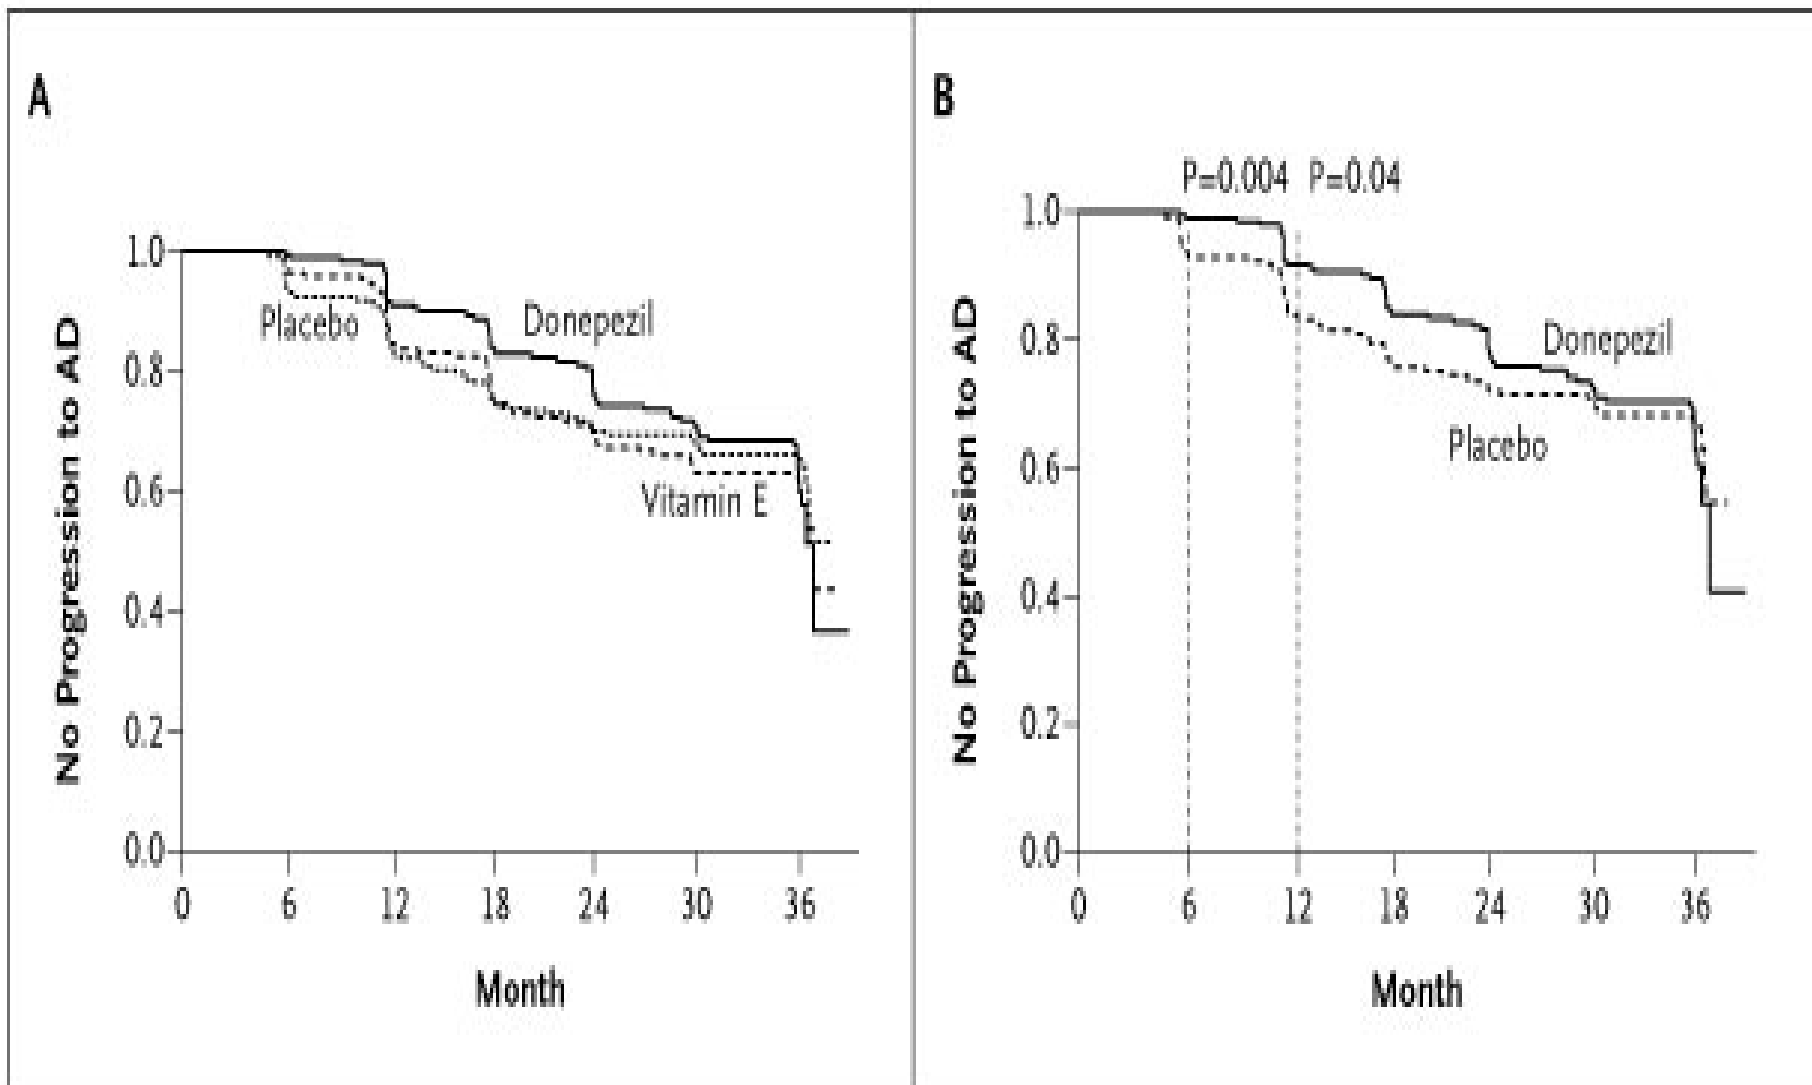 A
No Progression to AD
1.0
0.8
0.6
0.4
0.2
0.0
Placebo
Donepezil
Vitamin E
0 6 12 18 24 30 36
Month
B
P=0.004 P=0.04
No Progression to AD
1.0
0.8
0.6
0.4
0.2
0.0
Donepezil
Placebo
0 6 12 18 24 30 36
Month